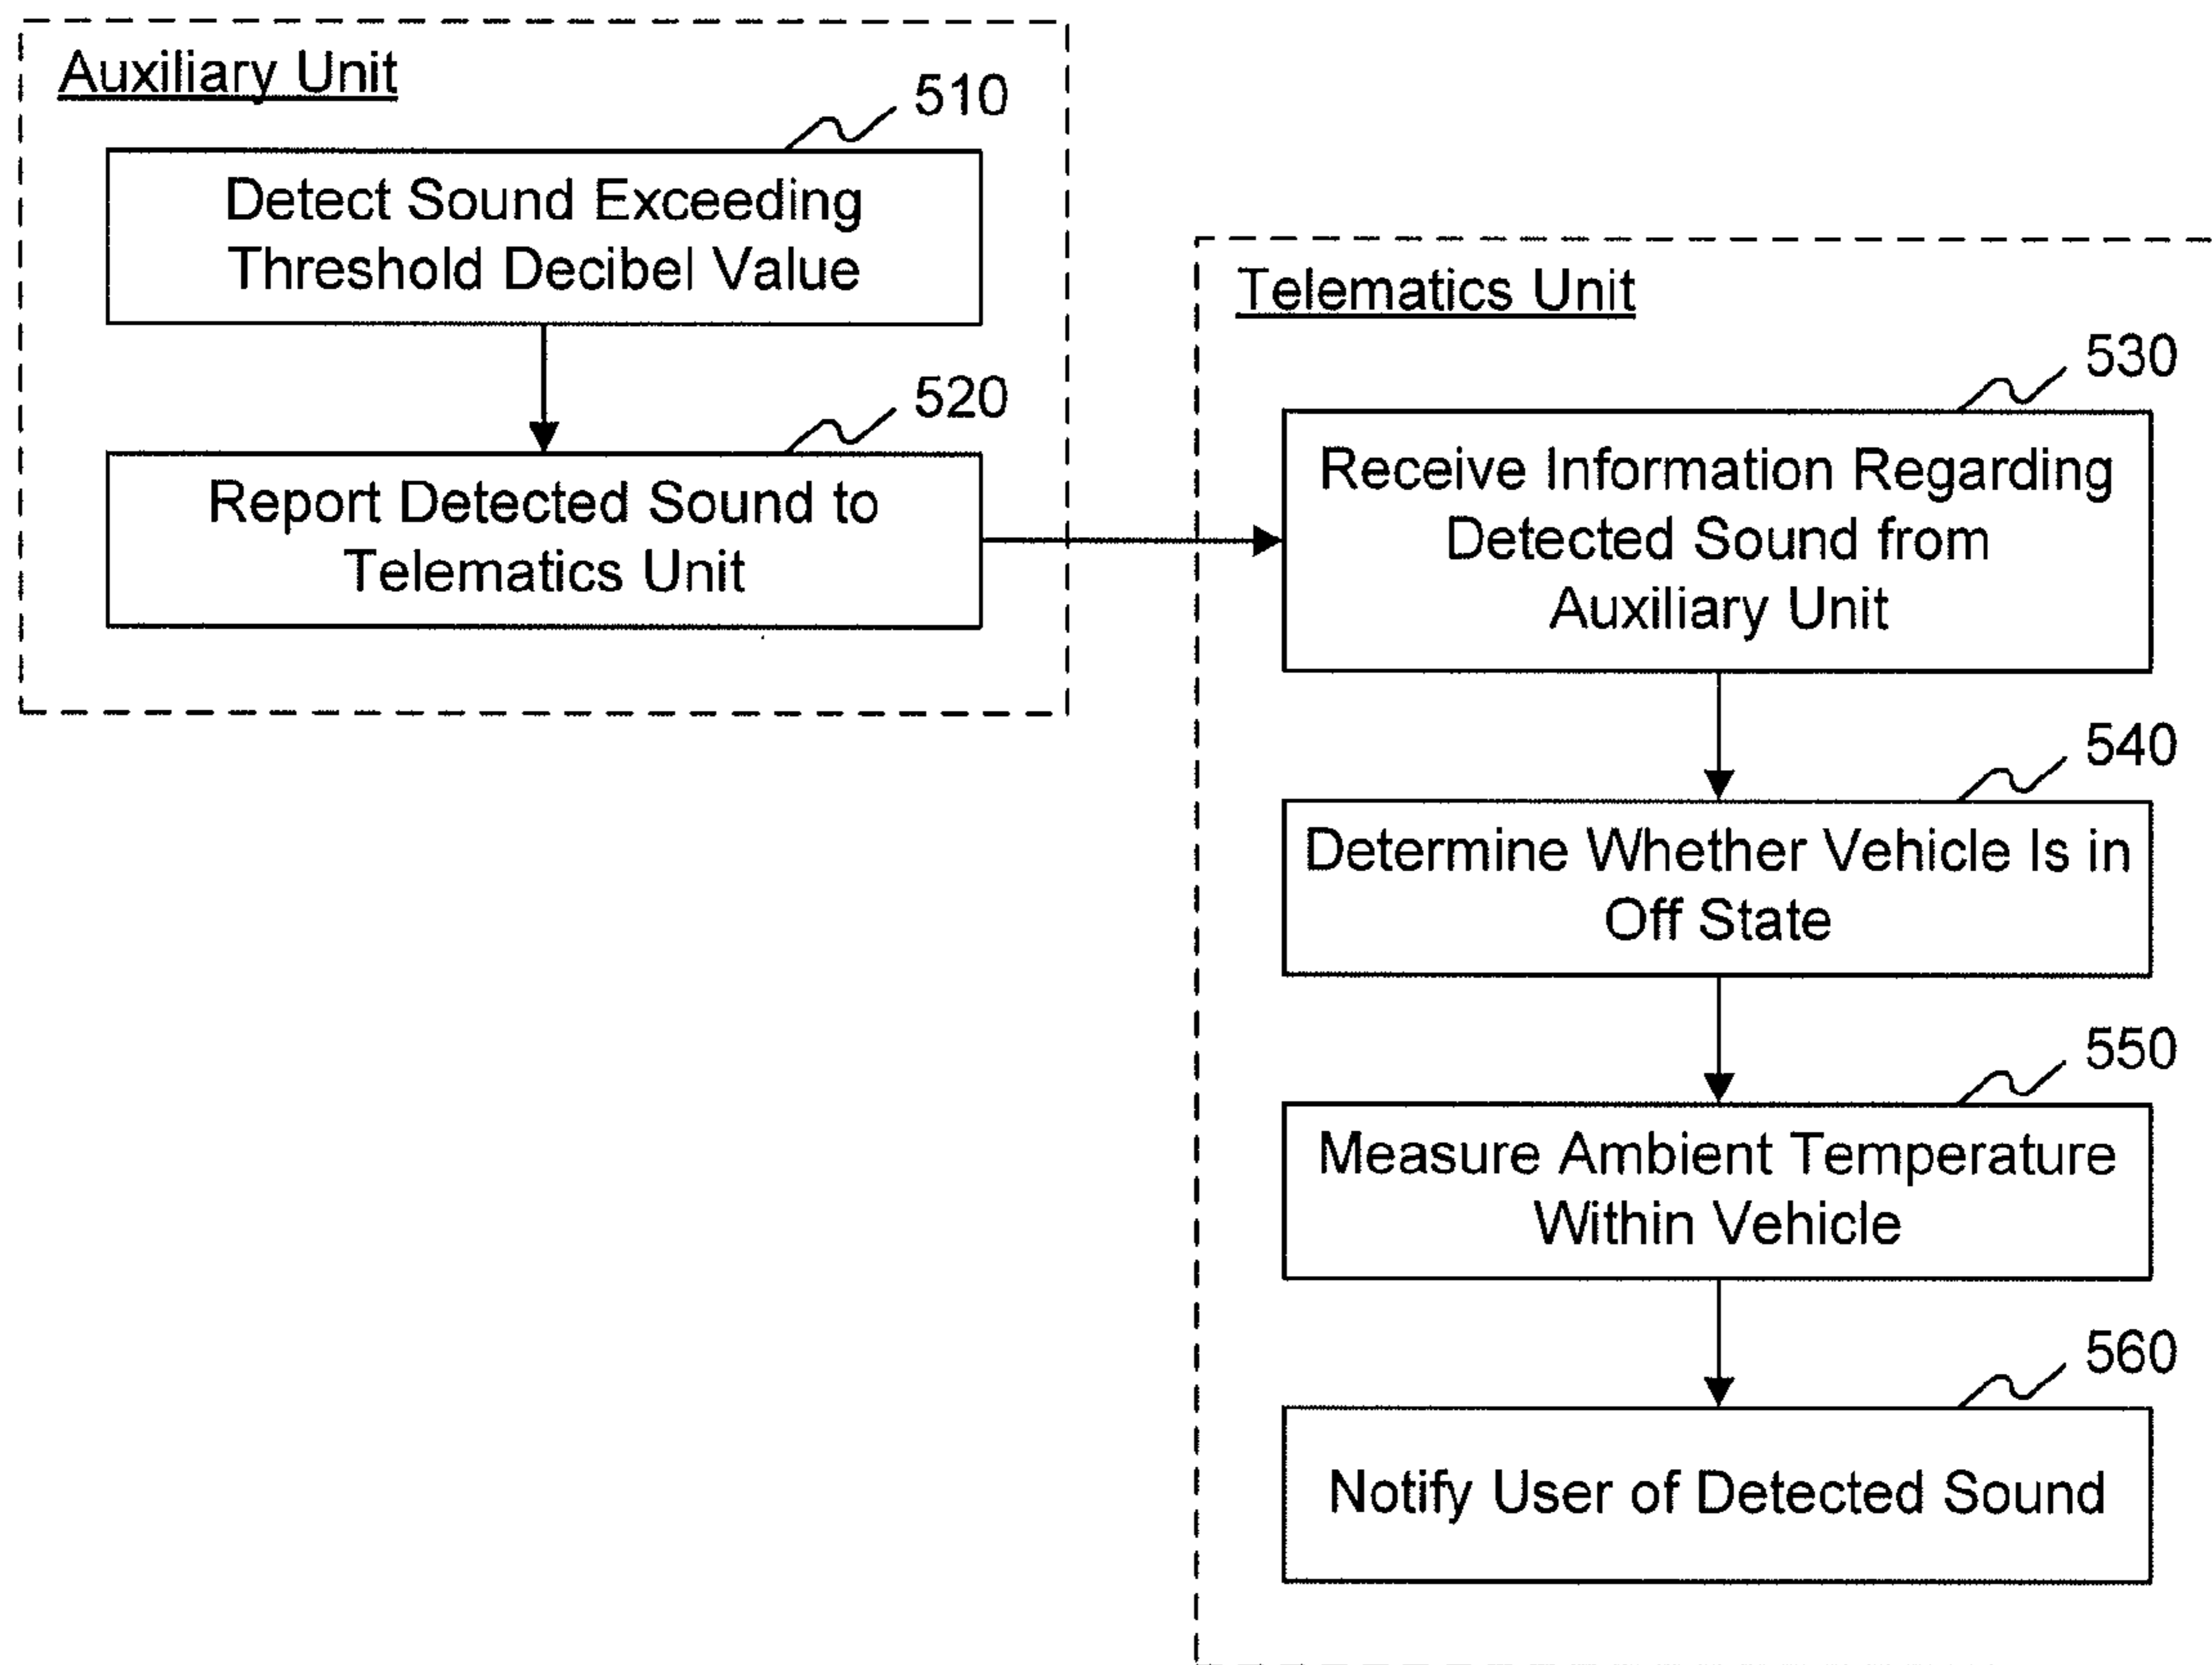 Auxiliary Unit
510
Detect Sound Exceeding
Threshold Decibel Value
520
Report Detected Sound to
Telematics Unit
Telematics Unit
530
Receive Information Regarding
Detected Sound from
Auxiliary Unit
540
Determine Whether Vehicle Is in
Off State
550
Measure Ambient Temperature
Within Vehicle
560
Notify User of Detected Sound